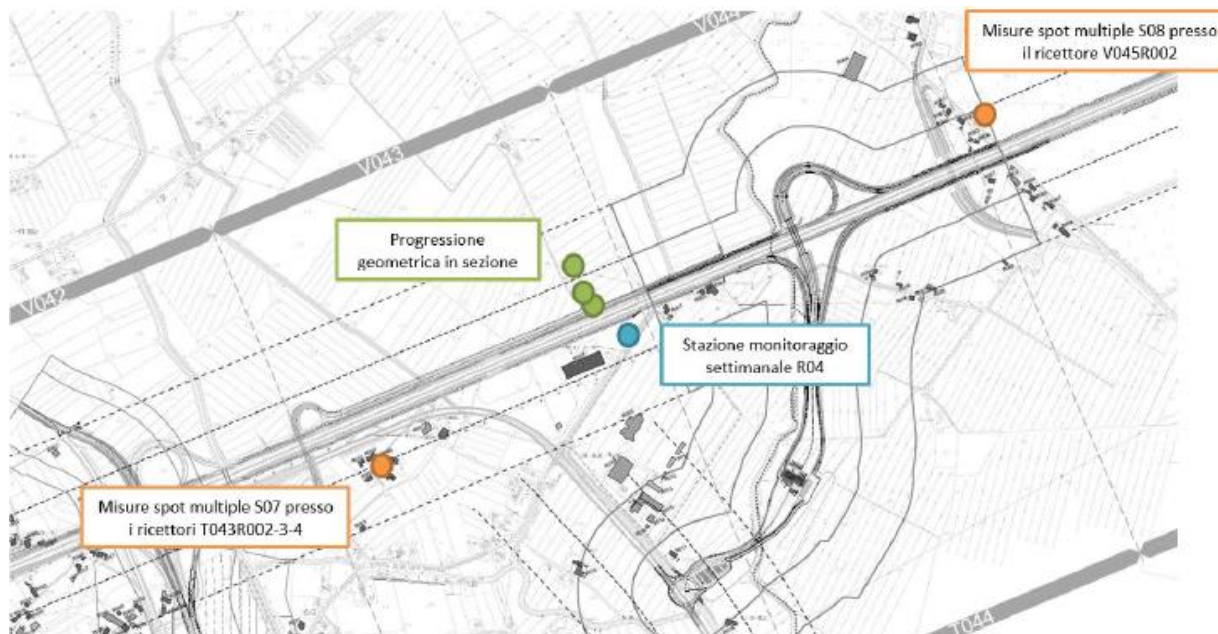 V044
Misure spot multiple S08 presso
il ricettore V045R002
V043
Progressione
geometrica in sezione
V042
Stazione monitoraggio
settimanale R04
Misure spot multiple S07 presso
i ricettori T043R002-3-4
T044